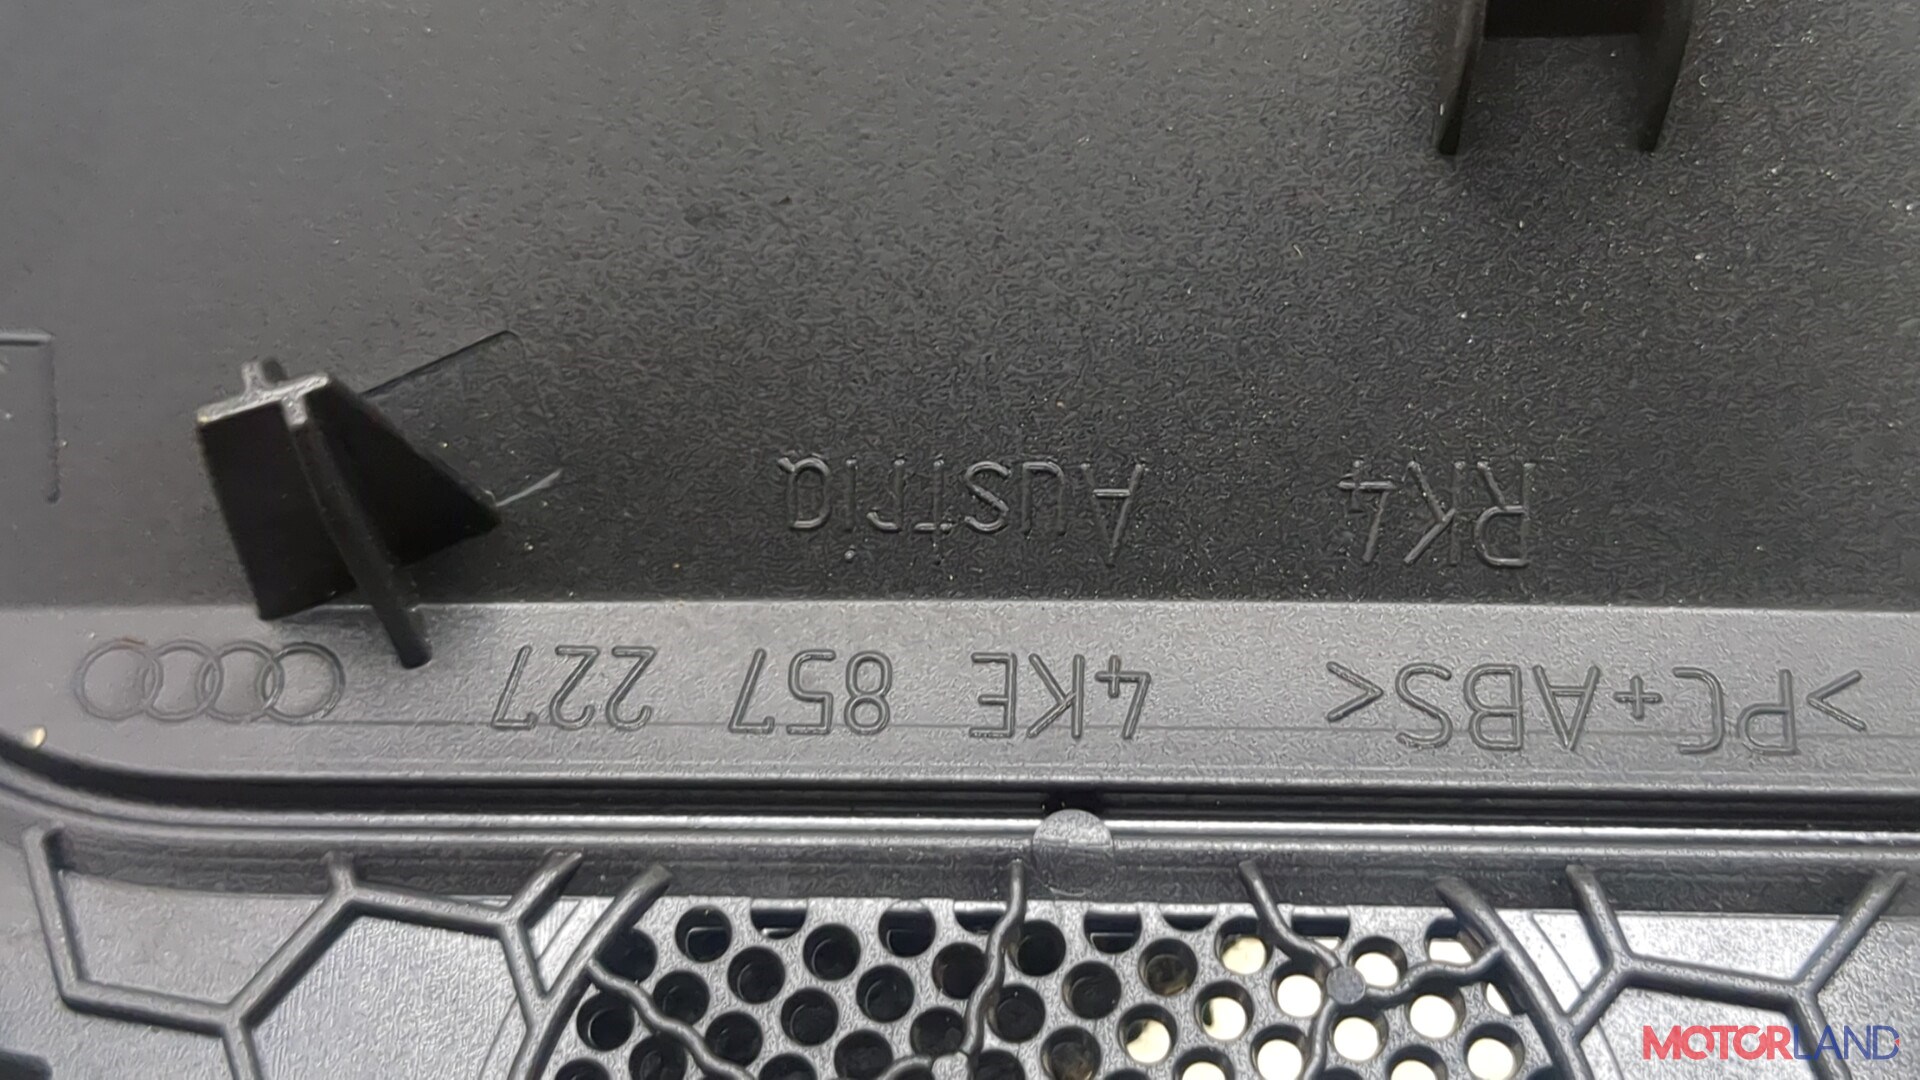 >PC+ABS< 4KE 857 227
RK4 Austria
MOTORLAND